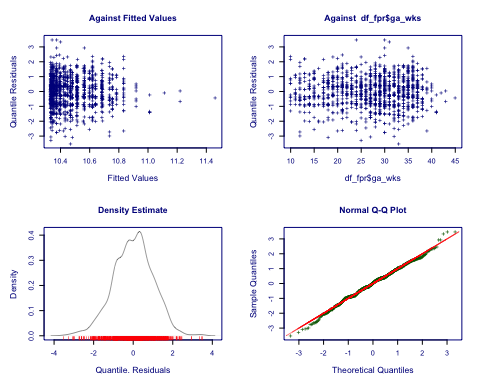 Against Fitted Values
Quantile Residuals
3
2
1
0
-1
-2
-3
10.4 10.6 10.8 11.0 11.2 11.4
Fitted Values
Against df_fpr$ga_wks
Quantile Residuals
3
2
1
0
-1
-2
-3
10 15 20 25 30 35 40 45
df_fpr$ga_wks
Density Estimate
Density
0.4
0.3
0.2
0.1
0.0
-4 -2 0 2 4
Quantile. Residuals
Normal Q-Q Plot
Sample Quantiles
3
2
1
0
-1
-2
-3
-3 -2 -1 0 1 2 3
Theoretical Quantiles